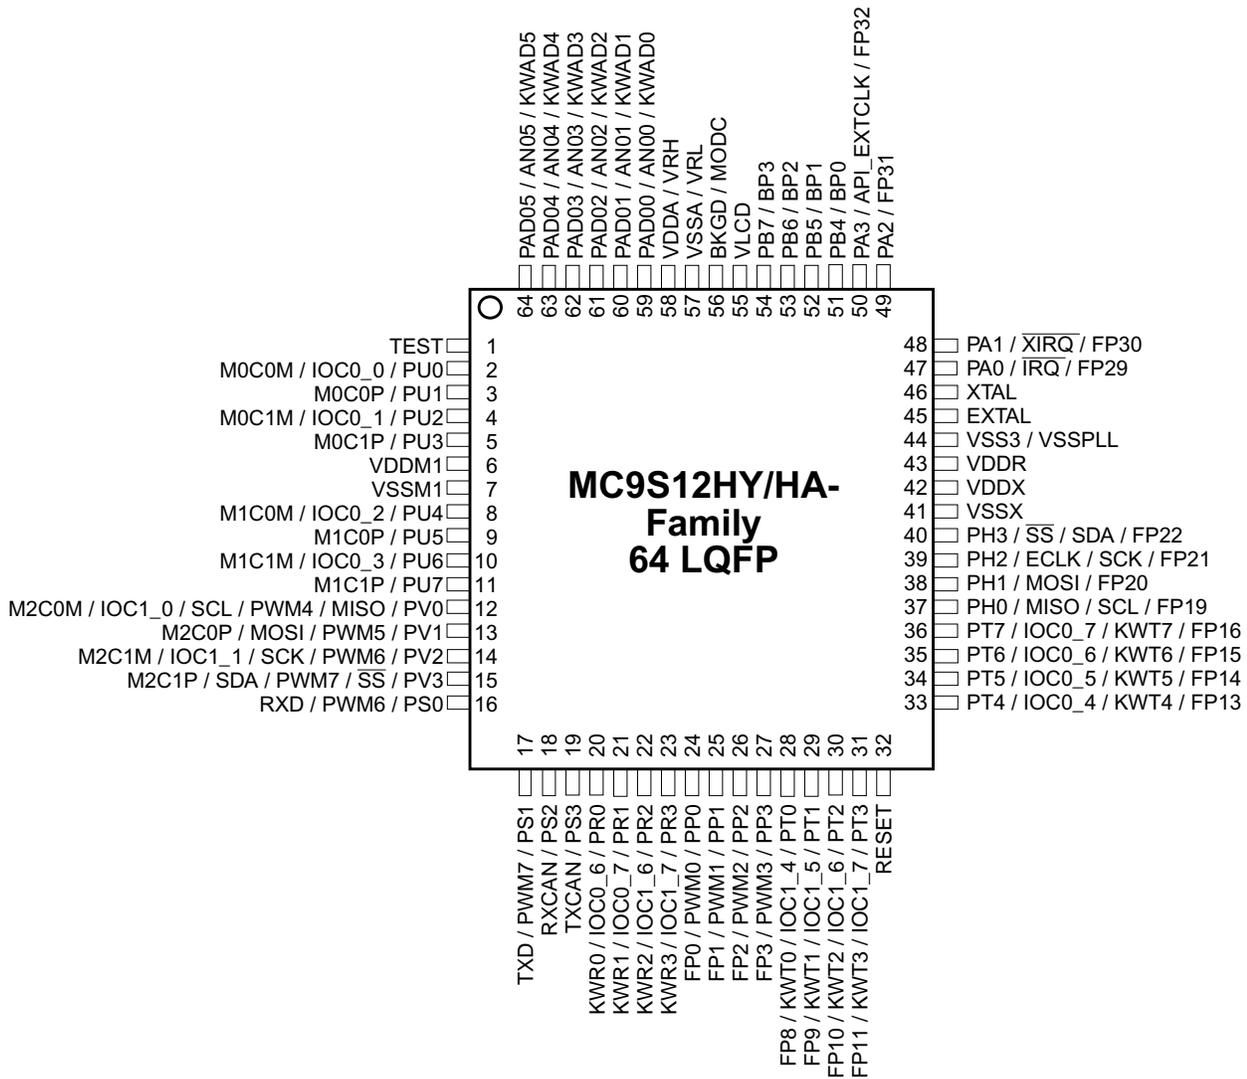 PAD05 / AN05 / KWAD5
PAD04 / AN04 / KWAD4
PAD03 / AN03 / KWAD3
PAD02 / AN02 / KWAD2
PAD01 / AN01 / KWAD1
PAD00 / AN00 / KWAD0
VDDA / VRH
VSSA / VRL
BKGD / MODC
VLCD
PB7 / BP3
PB6 / BP2
PB5 / BP1
PB4 / BP0
PA3 / API_EXTCLK / FP32
PA2 / FP31
64 63 62 61 60 59 58 57 56 55 54 53 52 51 50 49
TEST 1
M0C0M / IOC0_0 / PU0 2
M0C0P / PU1 3
M0C1M / IOC0_1 / PU2 4
M0C1P / PU3 5
VDDM1 6
VSSM1 7
M1C0M / IOC0_2 / PU4 8
M1C0P / PU5 9
M1C1M / IOC0_3 / PU6 10
M1C1P / PU7 11
M2C0M / IOC1_0 / SCL / PWM4 / MISO / PV0 12
M2C0P / MOSI / PWM5 / PV1 13
M2C1M / IOC1_1 / SCK / PWM6 / PV2 14
M2C1P / SDA / PWM7 / SS / PV3 15
RXD / PWM6 / PS0 16
MC9S12HY/HA-
Family
64 LQFP
48 PA1 / XIRQ / FP30
47 PA0 / IRQ / FP29
46 XTAL
45 EXTAL
44 VSS3 / VSSPLL
43 VDDR
42 VDDX
41 VSSX
40 PH3 / SS / SDA / FP22
39 PH2 / ECLK / SCK / FP21
38 PH1 / MOSI / FP20
37 PH0 / MISO / SCL / FP19
36 PT7 / IOC0_7 / KWT7 / FP16
35 PT6 / IOC0_6 / KWT6 / FP15
34 PT5 / IOC0_5 / KWT5 / FP14
33 PT4 / IOC0_4 / KWT4 / FP13
17 18 19 20 21 22 23 24 25 26 27 28 29 30 31 32
TXD / PWM7 / PS1
RXCAN / PS2
TXCAN / PS3
KWR0 / IOC0_6 / PR0
KWR1 / IOC0_7 / PR1
KWR2 / IOC1_6 / PR2
KWR3 / IOC1_7 / PR3
FP0 / PWM0 / PP0
FP1 / PWM1 / PP1
FP2 / PWM2 / PP2
FP3 / PWM3 / PP3
FP8 / KWT0 / IOC1_4 / PT0
FP9 / KWT1 / IOC1_5 / PT1
FP10 / KWT2 / IOC1_6 / PT2
FP11 / KWT3 / IOC1_7 / PT3
RESET